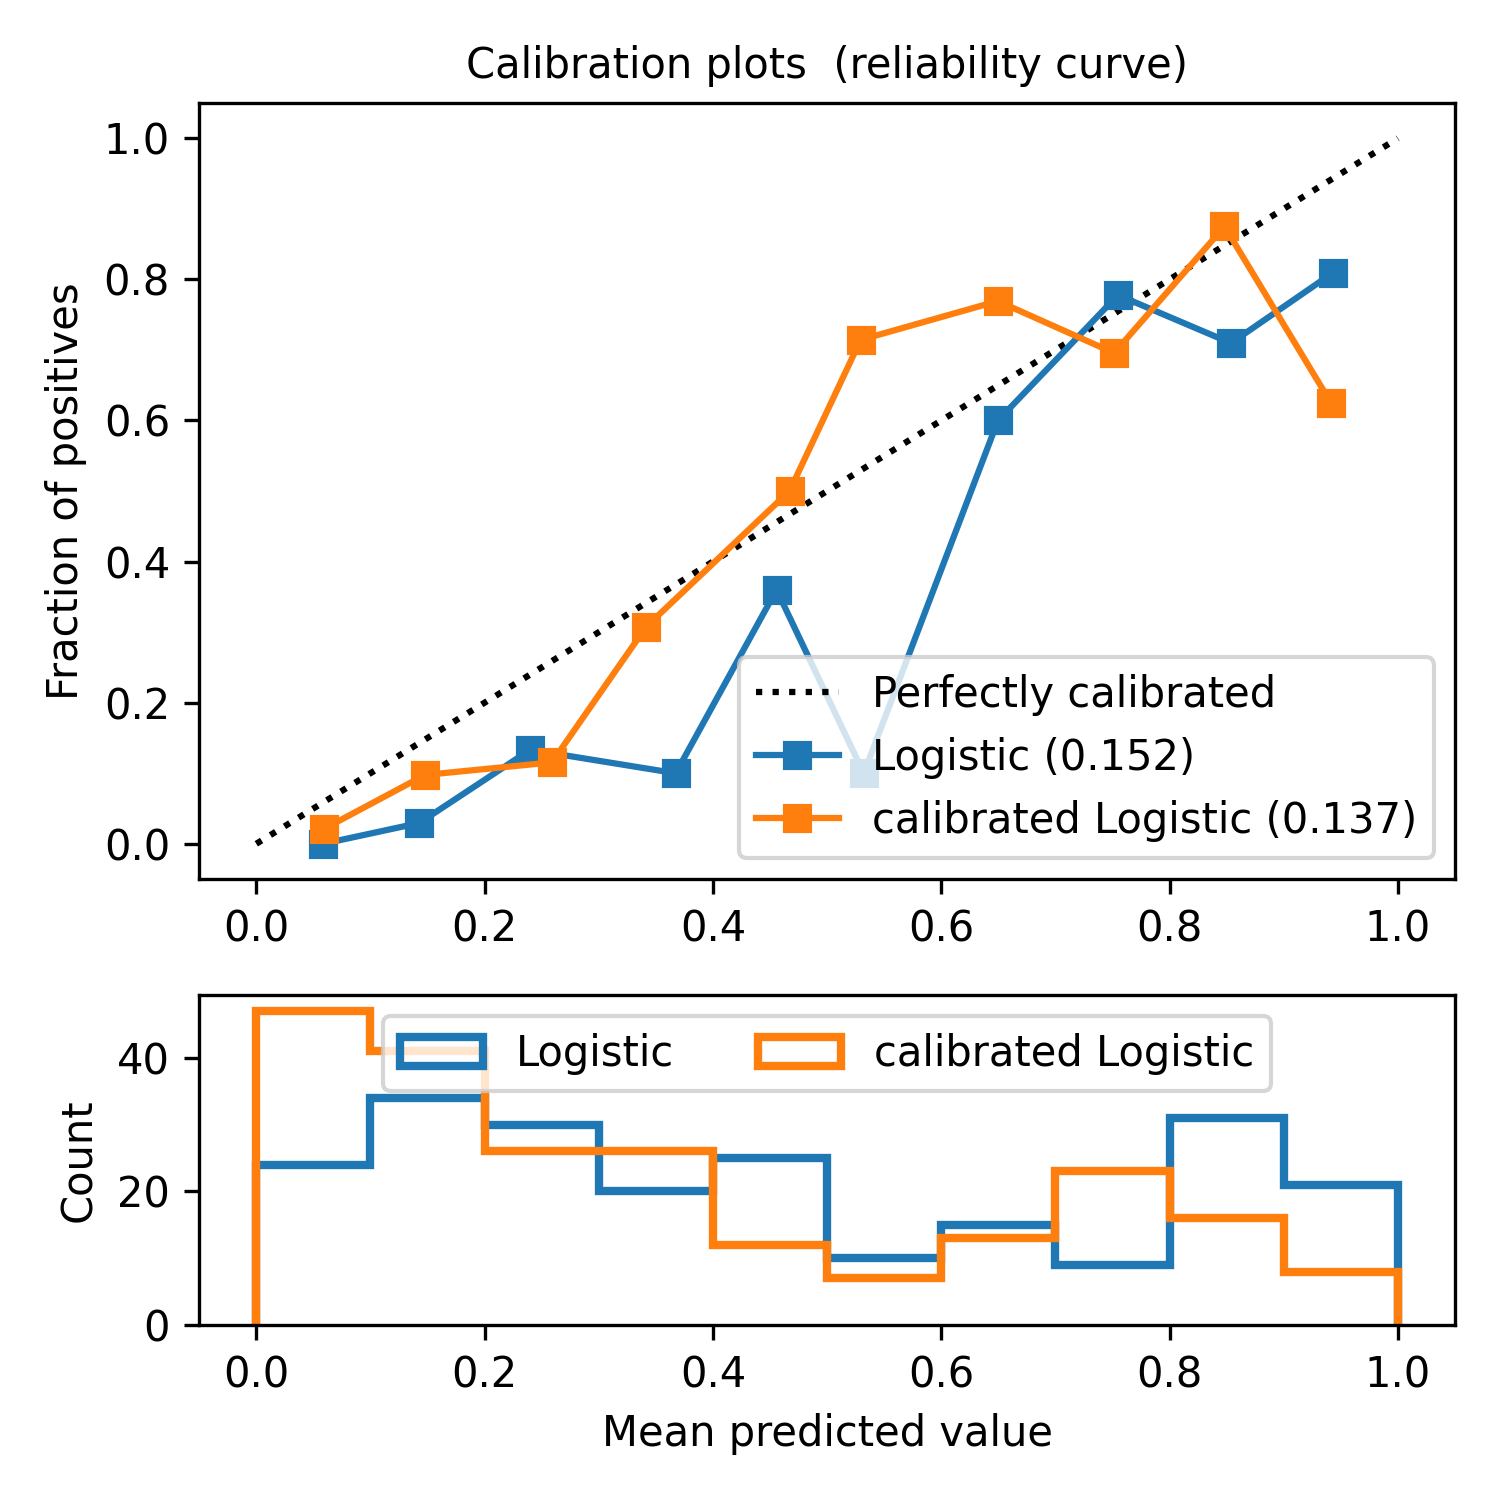 Calibration plots  (reliability curve)
1.0
0.8
0.6
0.4
0.2
0.0
Fraction of positives
Perfectly calibrated
Logistic (0.152)
calibrated Logistic (0.137)
0.0 0.2 0.4 0.6 0.8 1.0
Logistic calibrated Logistic
40
20
0
Count
0.0 0.2 0.4 0.6 0.8 1.0
Mean predicted value